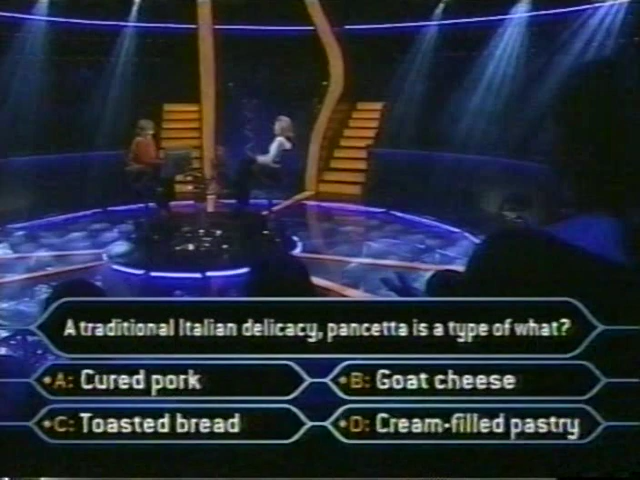 A traditional Italian delicacy, pancetta is a type of what?
A: Cured pork
B: Goat cheese
C: Toasted bread
D: Cream-filled pastry